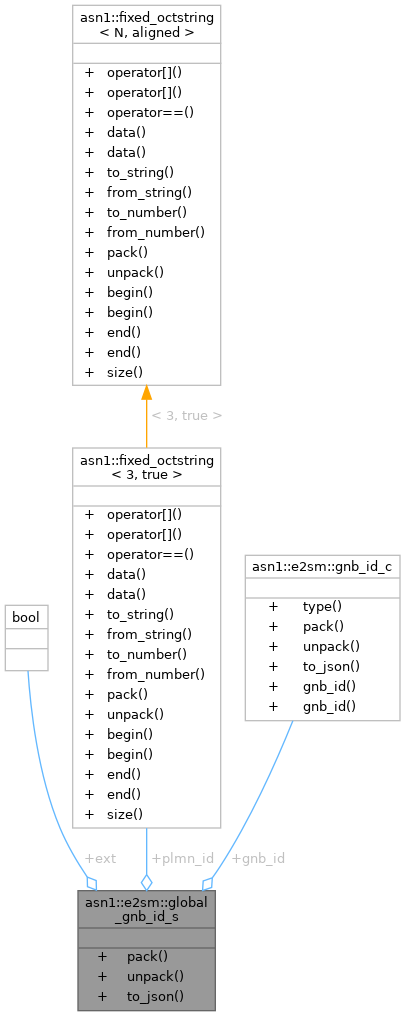 asn1::fixed_octstring
< N, aligned >
+ operator[]()
+ operator[]()
+ operator==()
+ data()
+ data()
+ to_string()
+ from_string()
+ to_number()
+ from_number()
+ pack()
+ unpack()
+ begin()
+ begin()
+ end()
+ end()
+ size()
< 3, true >
asn1::fixed_octstring
< 3, true >
+ operator[]()
+ operator[]()
+ operator==()
+ data()
+ data()
+ to_string()
+ from_string()
+ to_number()
+ from_number()
+ pack()
+ unpack()
+ begin()
+ begin()
+ end()
+ end()
+ size()
bool
asn1::e2sm::gnb_id_c
+ type()
+ pack()
+ unpack()
+ to_json()
+ gnb_id()
+ gnb_id()
+ext
+plmn_id
+gnb_id
asn1::e2sm::global
_gnb_id_s
+ pack()
+ unpack()
+ to_json()